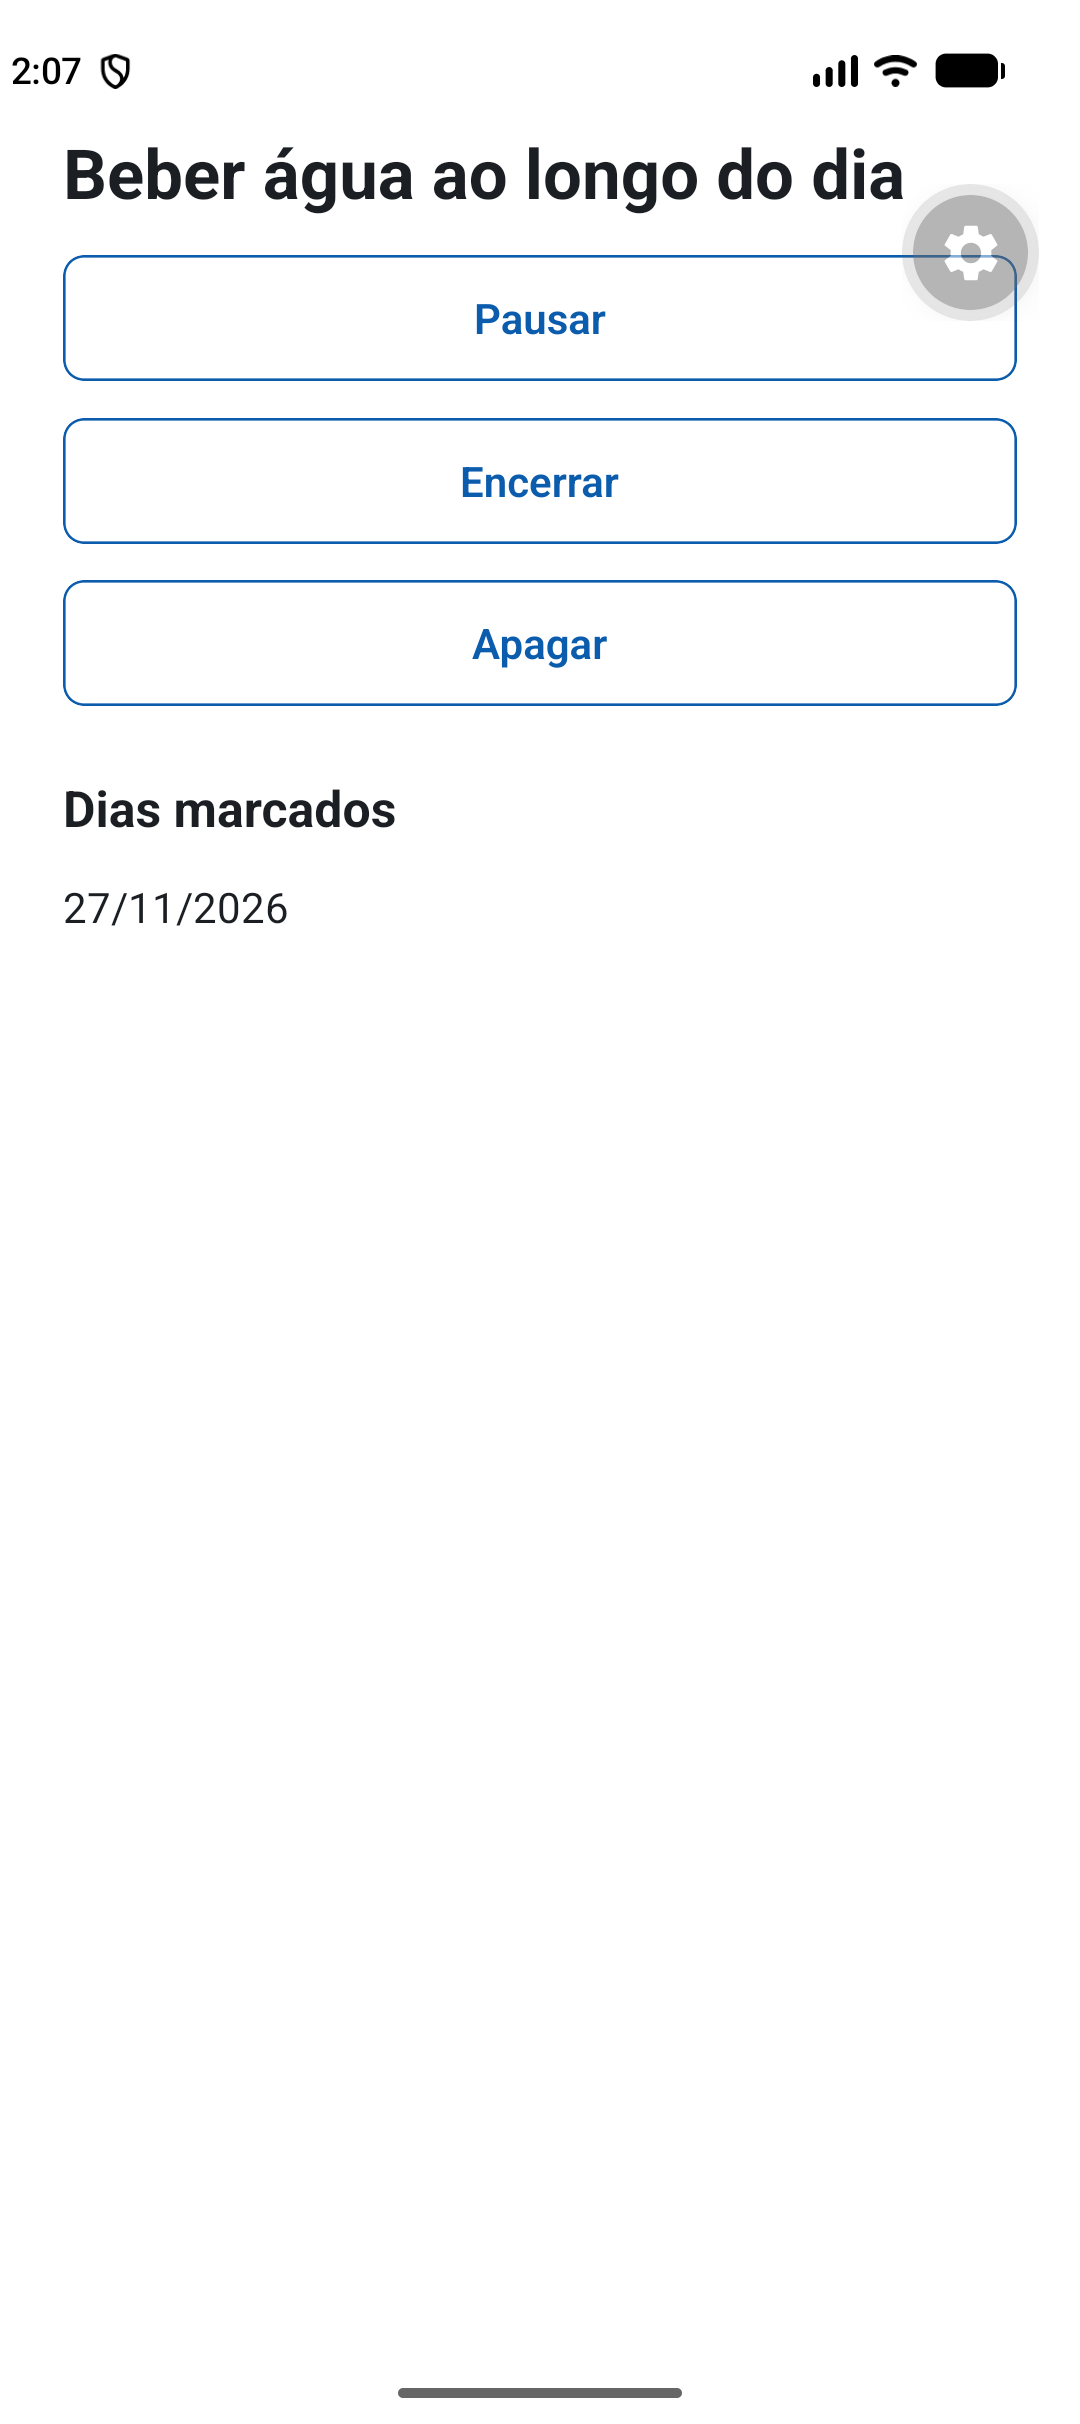 2:07
Beber água ao longo do dia
Pausar
Encerrar
Apagar
Dias marcados
27/11/2026